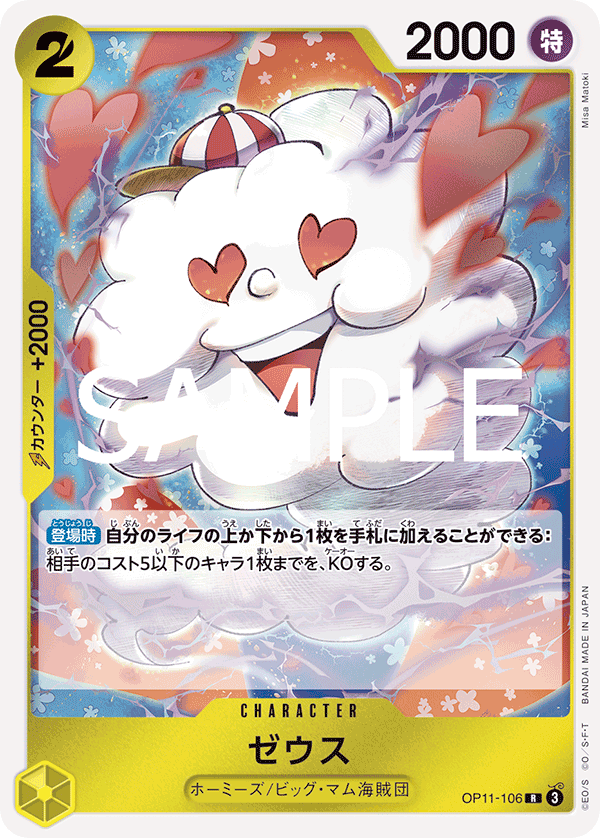 2
2000 特
Misa Matoki
カウンター +2000
SAMPLE
登場時 自分のライフの上か下から1枚を手札に加えることができる:
相手のコスト5以下のキャラ1枚までを、KOする。
CHARACTER
ゼウス
ホーミーズ/ビッグ・マム海賊団
OP11-106 R 3
©E.O/S ©O/S・F・T BANDAI MADE IN JAPAN